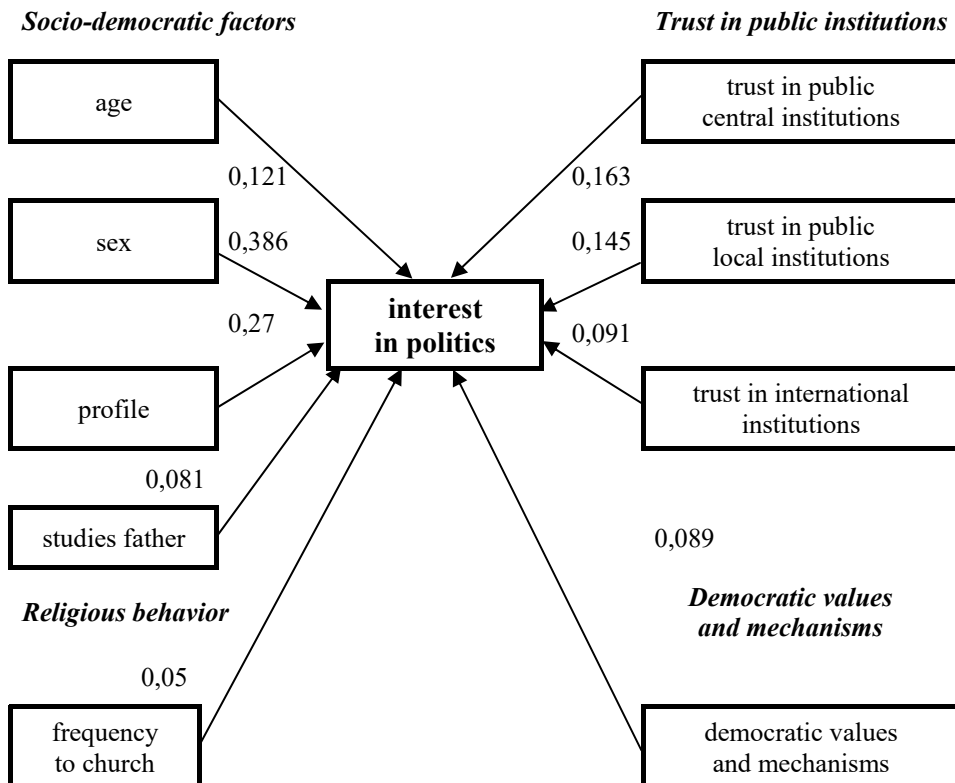 Socio-democratic factors
Trust in public institutions
age
trust in public
central institutions
0,121
0,163
sex
0,386
0,145
trust in public
local institutions
interest
in politics
0,27
0,091
profile
trust in international
institutions
0,081
studies father
0,089
Religious behavior
Democratic values
and mechanisms
0,05
frequency
to church
democratic values
and mechanisms